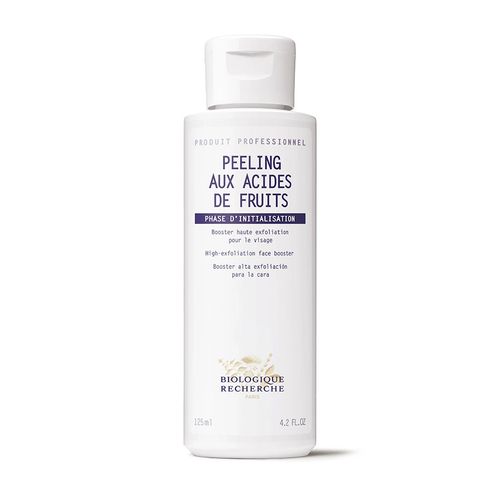 PRODUIT PROFESSIONNEL
PEELING
AUX ACIDES
DE FRUITS
PHASE D'INITIALISATION
Booster haute exfoliation
pour le visage
High-exfoliation face booster
Booster alta exfoliación
para la cara
BIOLOGIQUE
RECHERCHE
PARIS
125ml 4.2 FL.OZ